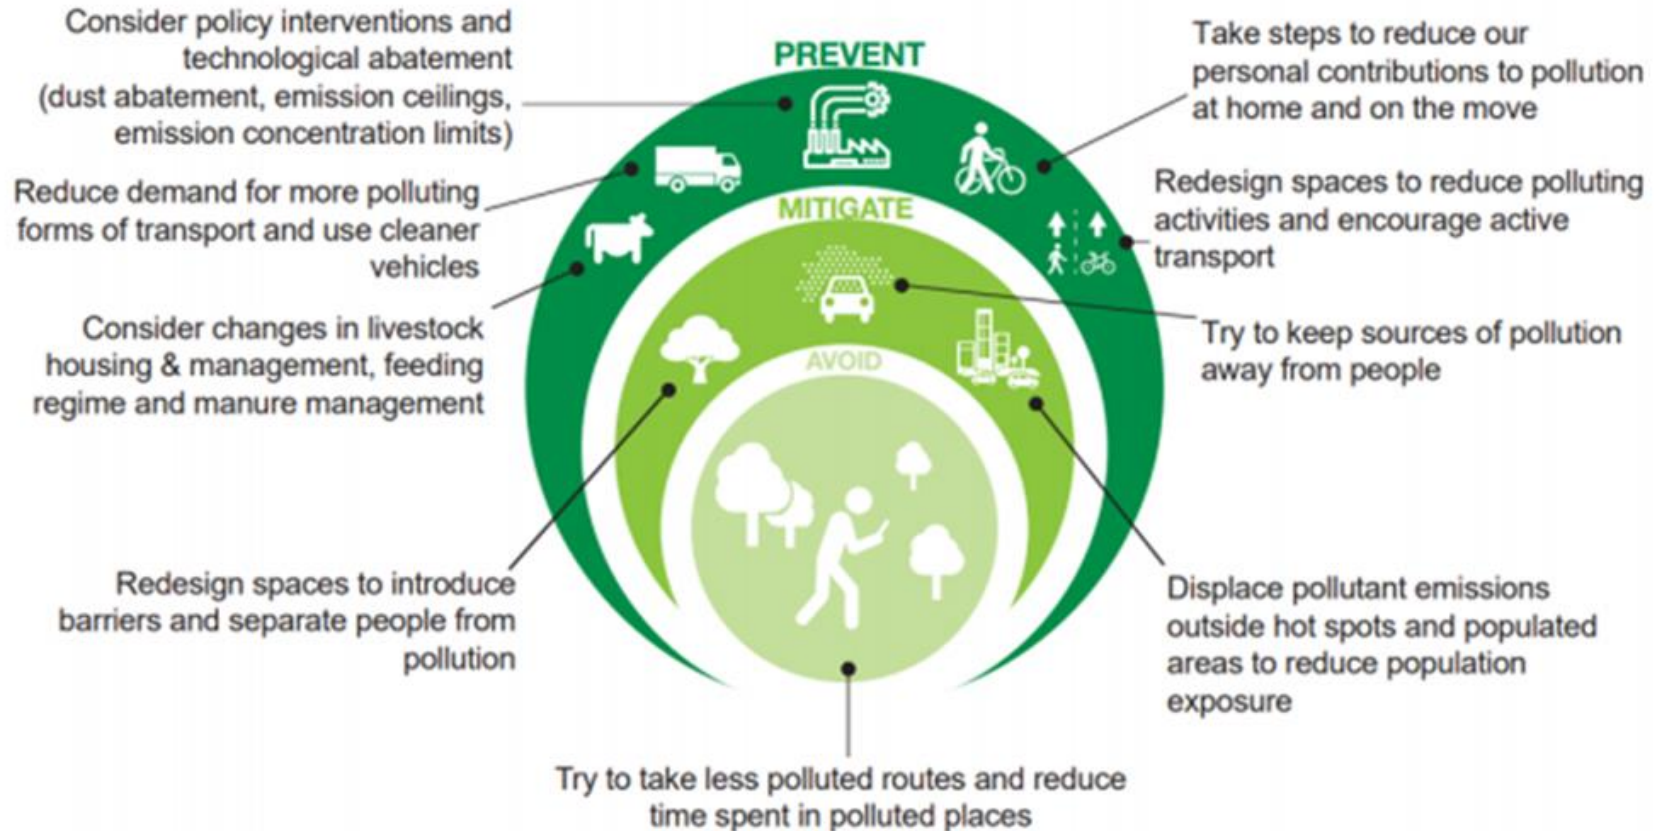 Consider policy interventions and
technological abatement
(dust abatement, emission ceilings,
emission concentration limits)
Reduce demand for more polluting
forms of transport and use cleaner
vehicles
Consider changes in livestock
housing & management, feeding
regime and manure management
Redesign spaces to introduce
barriers and separate people from
pollution
PREVENT
MITIGATE
AVOID
Take steps to reduce our
personal contributions to pollution
at home and on the move
Redesign spaces to reduce polluting
activities and encourage active
transport
Try to keep sources of pollution
away from people
Displace pollutant emissions
outside hot spots and populated
areas to reduce population
exposure
Try to take less polluted routes and reduce
time spent in polluted places